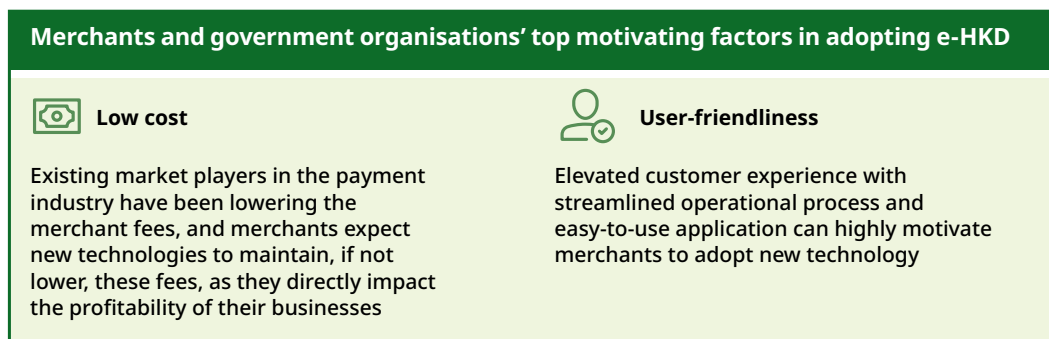 Merchants and government organisations’ top motivating factors in adopting e-HKD
Low cost
Existing market players in the payment
industry have been lowering the
merchant fees, and merchants expect
new technologies to maintain, if not
lower, these fees, as they directly impact
the profitability of their businesses
User-friendliness
Elevated customer experience with
streamlined operational process and
easy-to-use application can highly motivate
merchants to adopt new technology